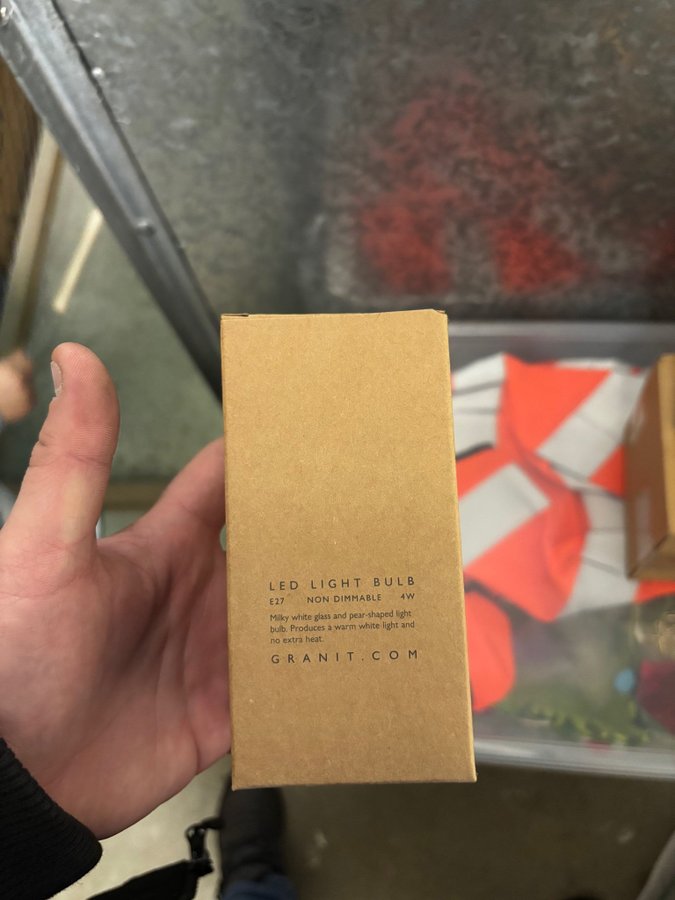 LED LIGHT BULB
E27 NON DIMMABLE 4W
Milky white glass and pear-shaped light
bulb. Produces a warm white light and
no extra heat.
GRANIT.COM